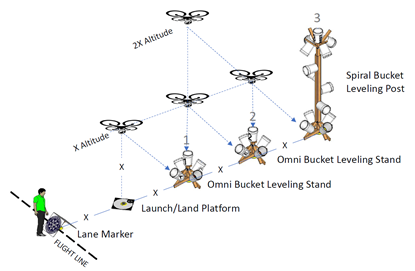 3
2X Altitude
Spiral Bucket
Leveling Post
X Altitude
2
1
X
X
Omni Bucket Leveling Stand
X
Omni Bucket Leveling Stand
X
Launch/Land Platform
X
Lane Marker
FLIGHT LINE